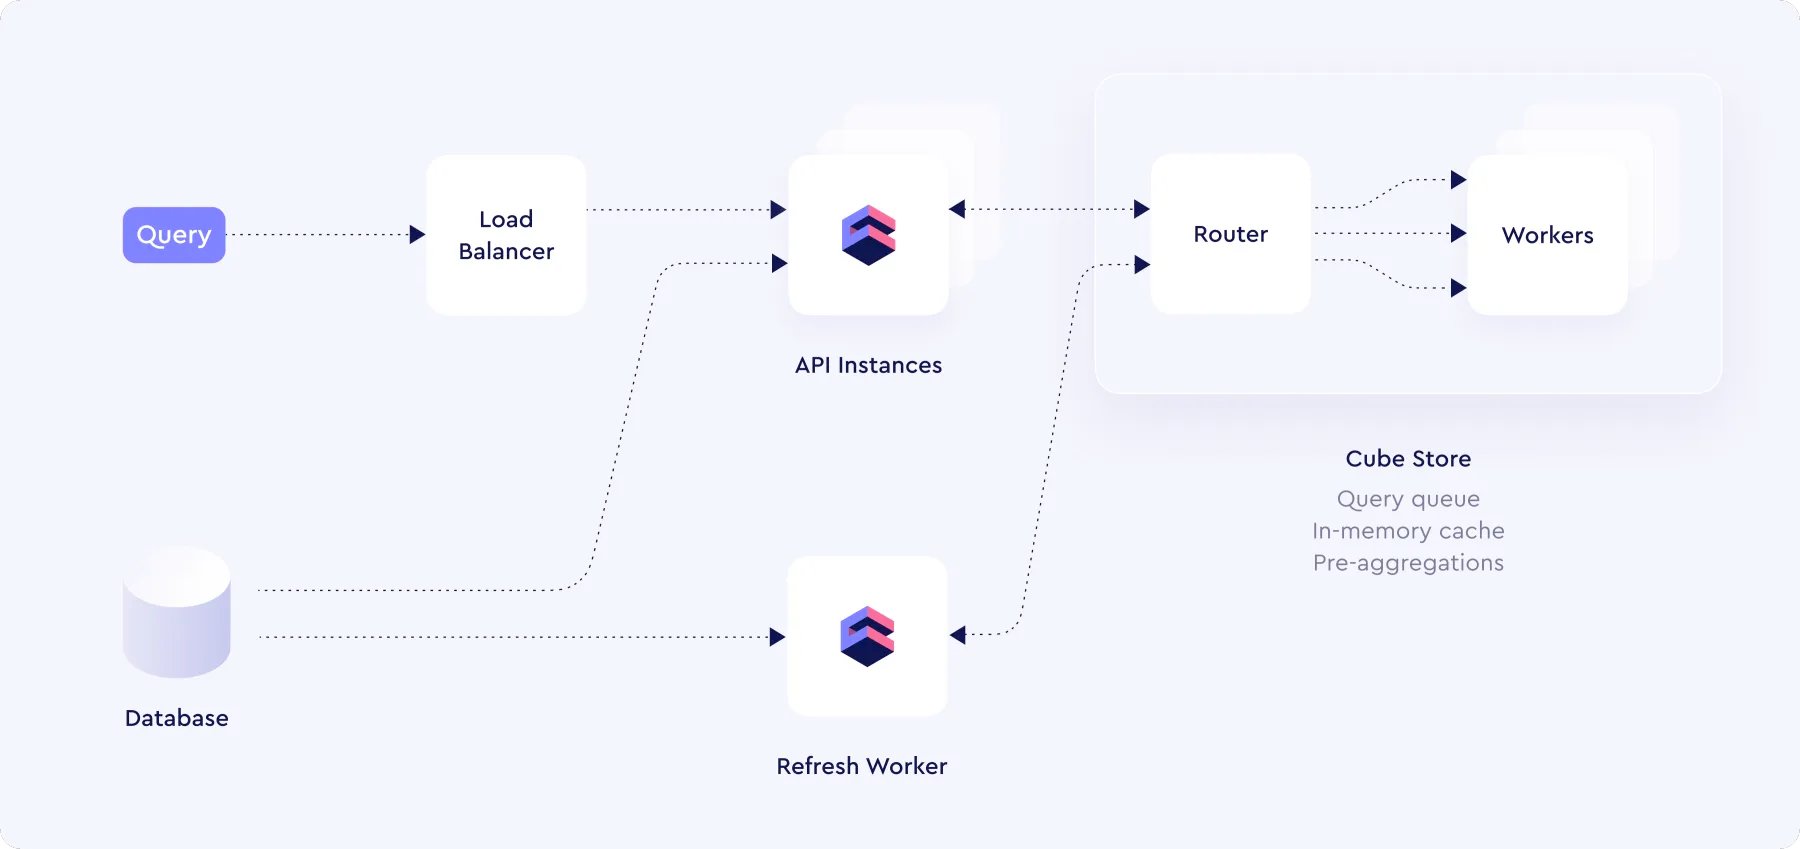 Query
Load
Balancer
API Instances
Router
Workers
Cube Store
Query queue
In-memory cache
Pre-aggregations
Database
Refresh Worker